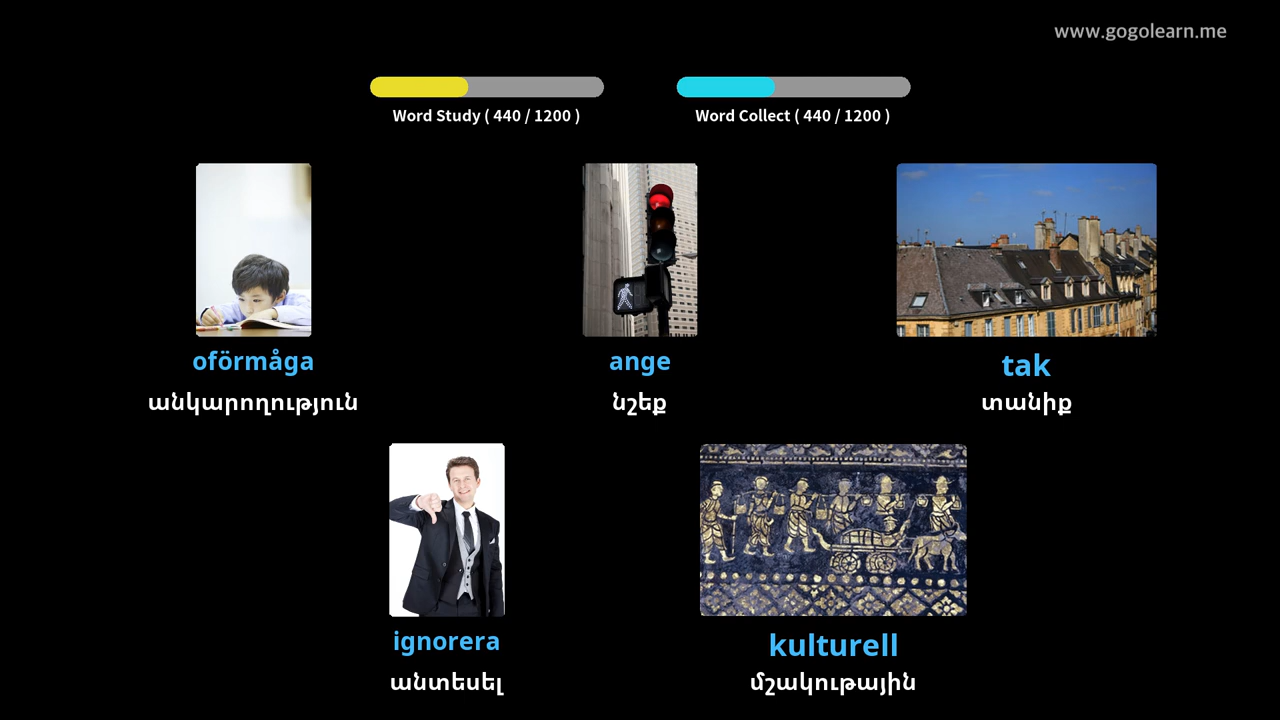 www.gogolearn.me
Word Study ( 440 / 1200 )
Word Collect ( 440 / 1200 )
oförmåga
անկարողություն
ange
նշեք
tak
տանիք
ignorera
անտեսել
kulturell
մշակութային